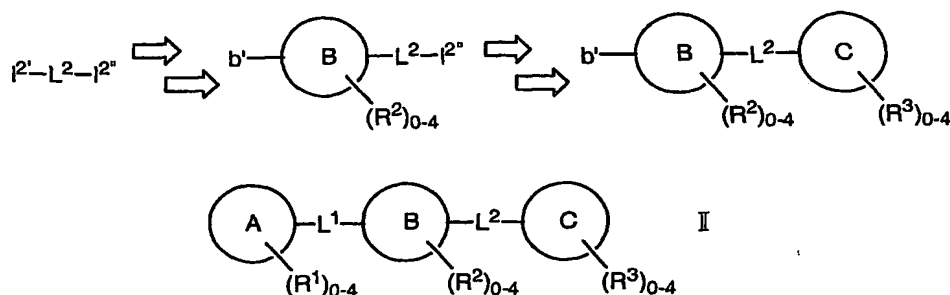 l²'–L²–l²" b'– B –L²–l²" b'– B –L²– C
(R²)₀₋₄ (R²)₀₋₄ (R³)₀₋₄
A –L¹– B –L²– C II
(R¹)₀₋₄ (R²)₀₋₄ (R³)₀₋₄